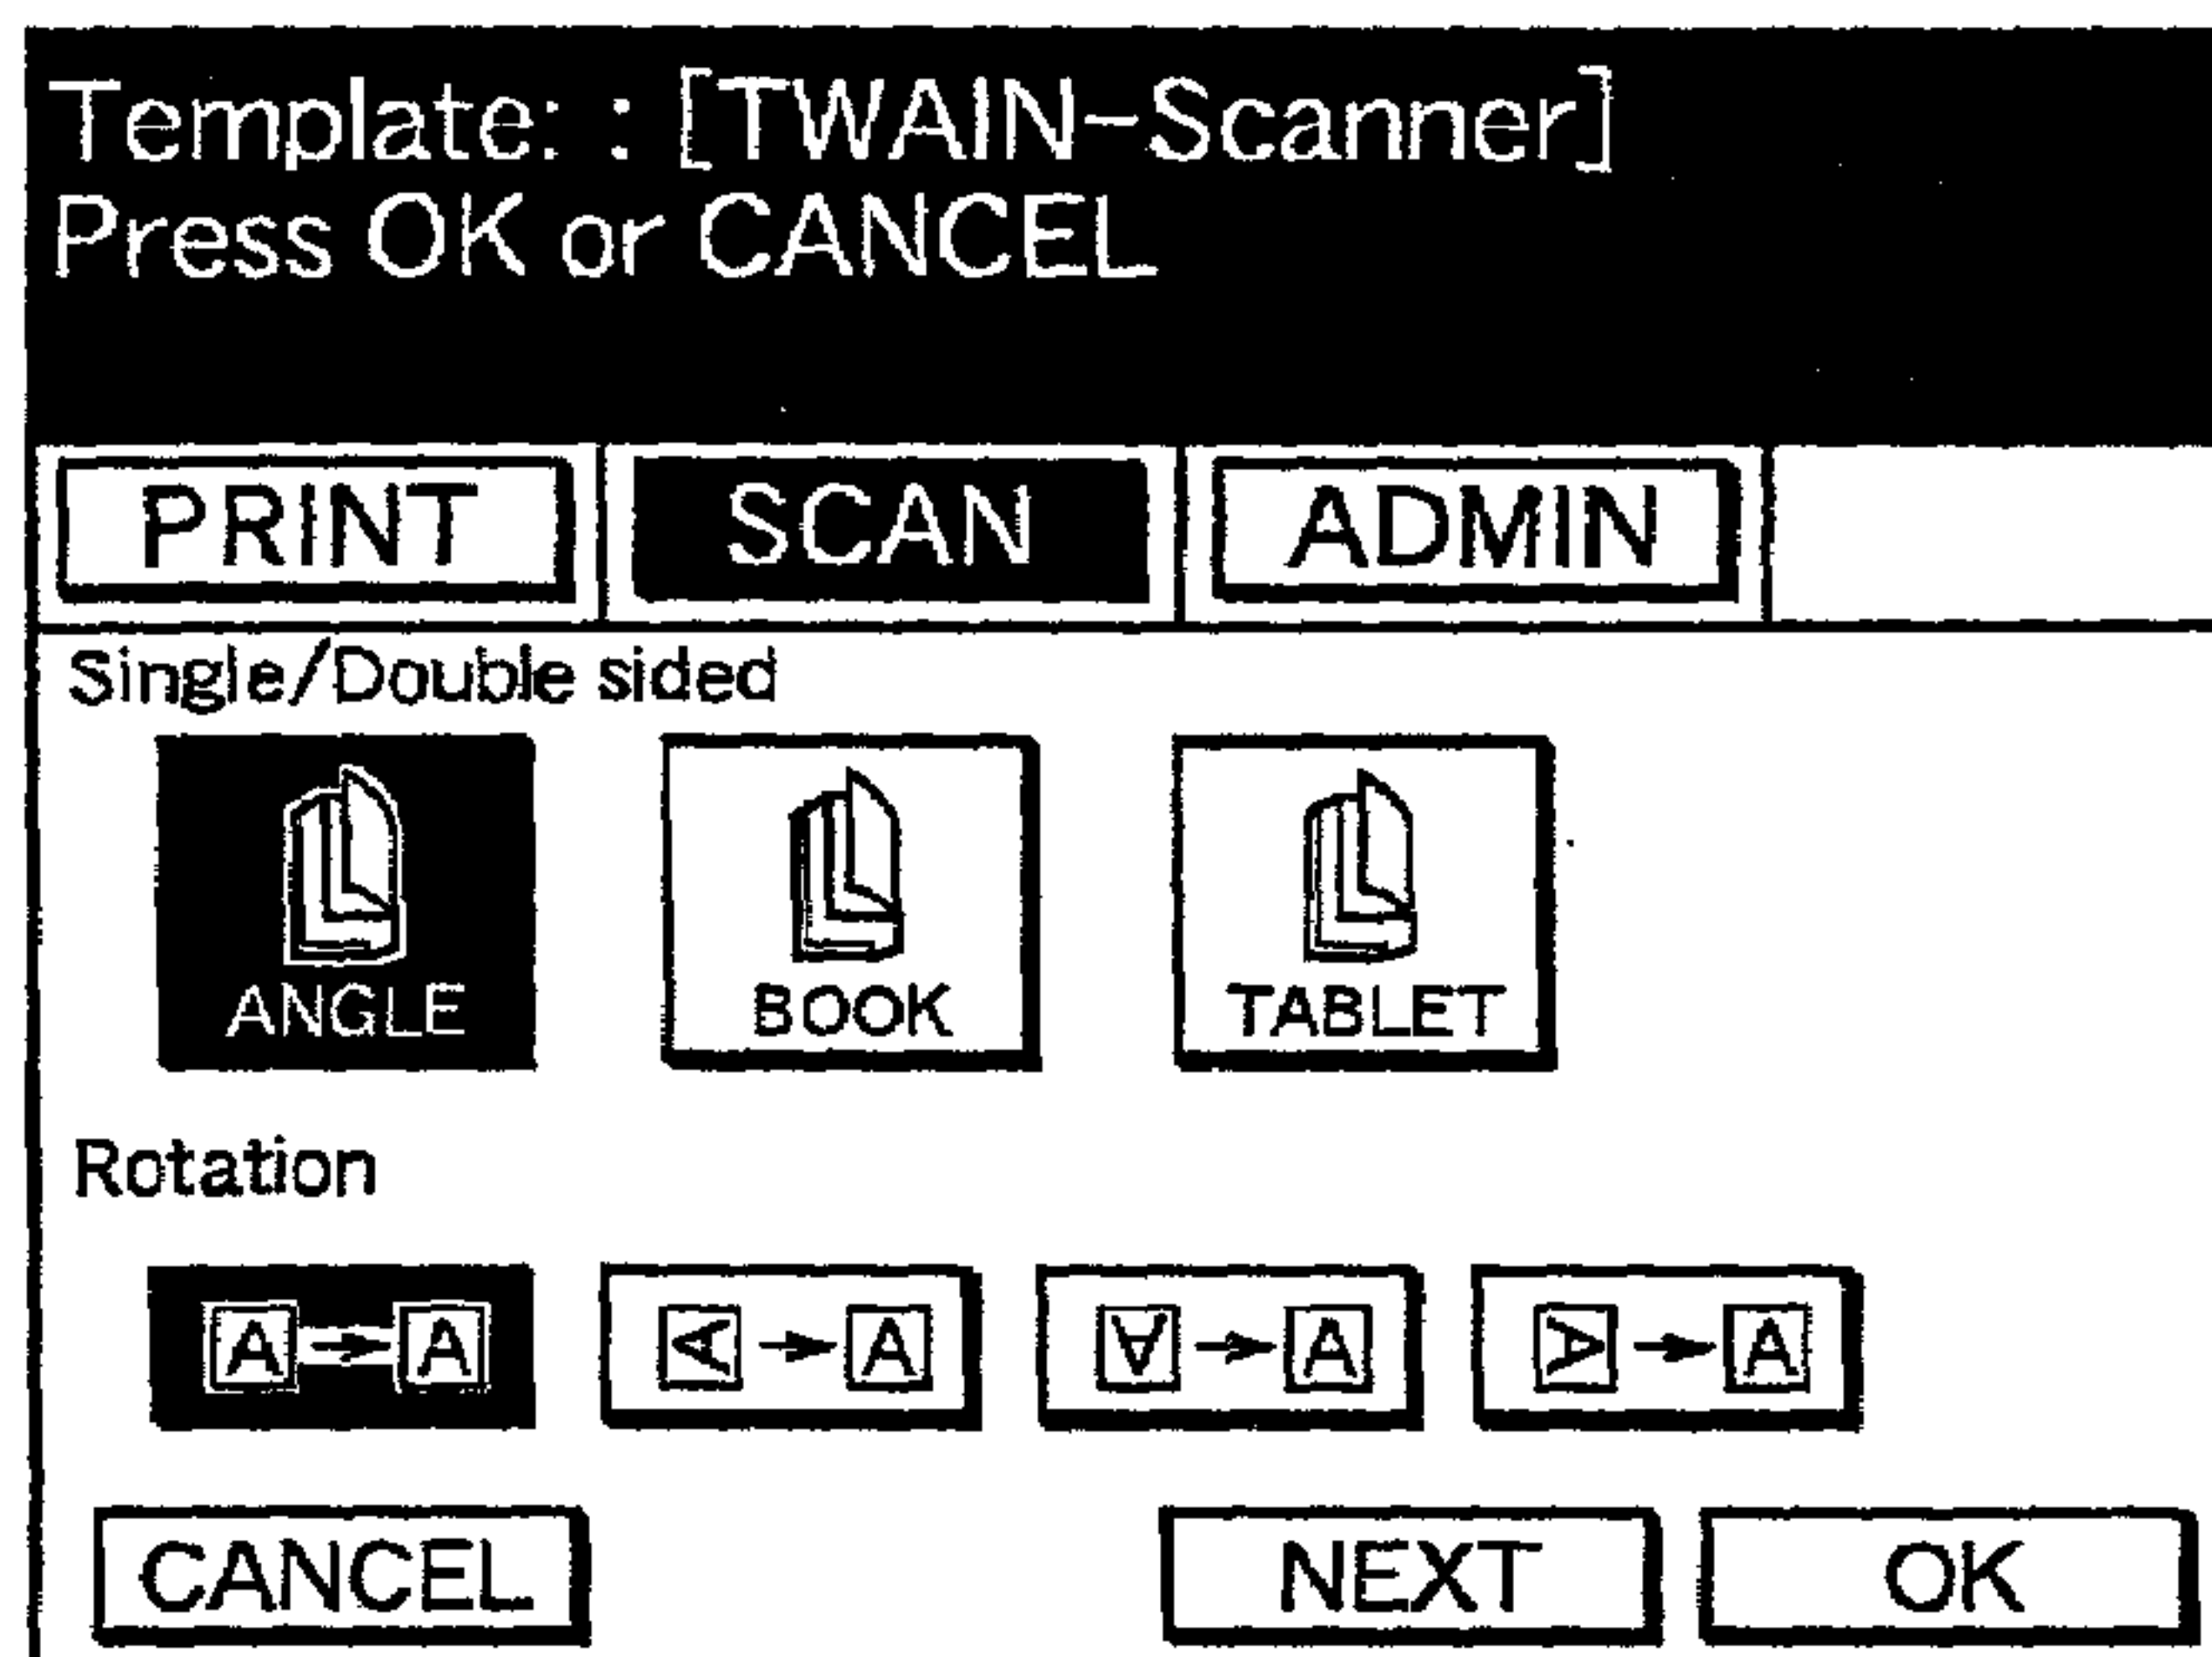 Template: : [TWAIN-Scanner]
Press OK or CANCEL
PRINT SCAN ADMIN
Single/Double sided
ANGLE BOOK TABLET
Rotation
A → A A → A A → A A → A
CANCEL NEXT OK